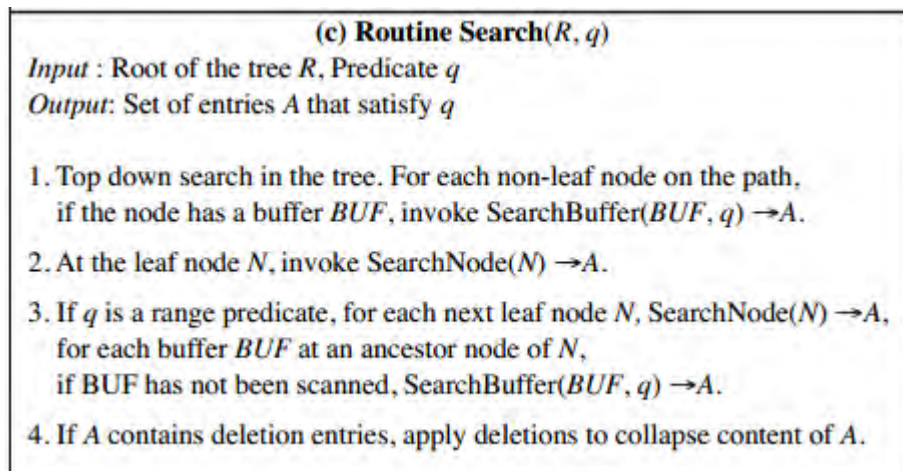 (c) Routine Search(R, q)
Input : Root of the tree R, Predicate q
Output: Set of entries A that satisfy q
1. Top down search in the tree. For each non-leaf node on the path,
if the node has a buffer BUF, invoke SearchBuffer(BUF, q) →A.
2. At the leaf node N, invoke SearchNode(N) →A.
3. If q is a range predicate, for each next leaf node N, SearchNode(N) →A,
for each buffer BUF at an ancestor node of N,
if BUF has not been scanned, SearchBuffer(BUF, q) →A.
4. If A contains deletion entries, apply deletions to collapse content of A.